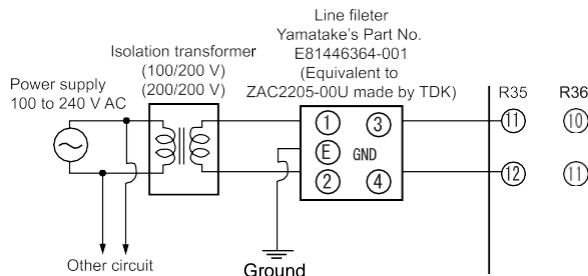 Line fileter
Yamatake's Part No.
E81446364-001
(Equivalent to
ZAC2205-00U made by TDK)
Isolation transformer
(100/200 V)
(200/200 V)
Power supply
100 to 240 V AC
R35
R36
1
3
11
10
E
GND
2
4
12
11
Other circuit
Ground